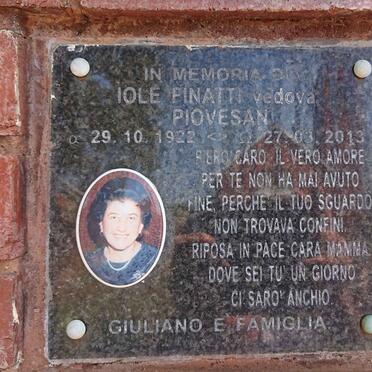 IN MEMORIA DI
IOLE FINATTI vedova
PIOVESAN
29. 10. 1922 27. 03. 2013
PIERO CARO, IL VERO AMORE
PER TE NON HA MAI AVUTO
FINE, PERCHE' IL TUO SGUARDO
NON TROVAVA CONFINI.
RIPOSA IN PACE CARA MAMMA
DOVE SEI TU' UN GIORNO
CI SARO' ANCHIO.
GIULIANO E FAMIGLIA